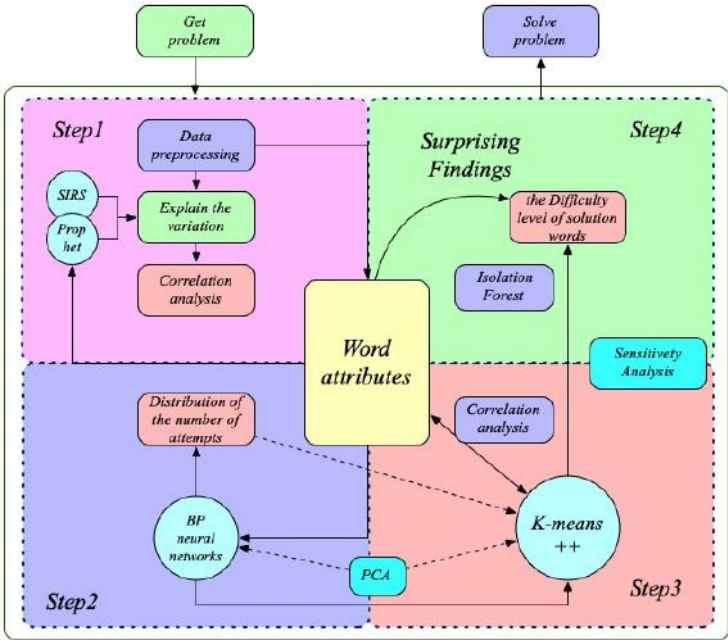 Get
problem
Solve
problem
Step1
Data
preprocessing
SIRS
Prop
het
Explain the
variation
Correlation
analysis
Step4
Surprising
Findings
the Difficulty
level of solution
words
Isolation
Forest
Word
attributes
Sensitivety
Analysis
Distribution of
the number of
attempts
BP
neural
networks
Step2
PCA
Correlation
analysis
K-means
++
Step3